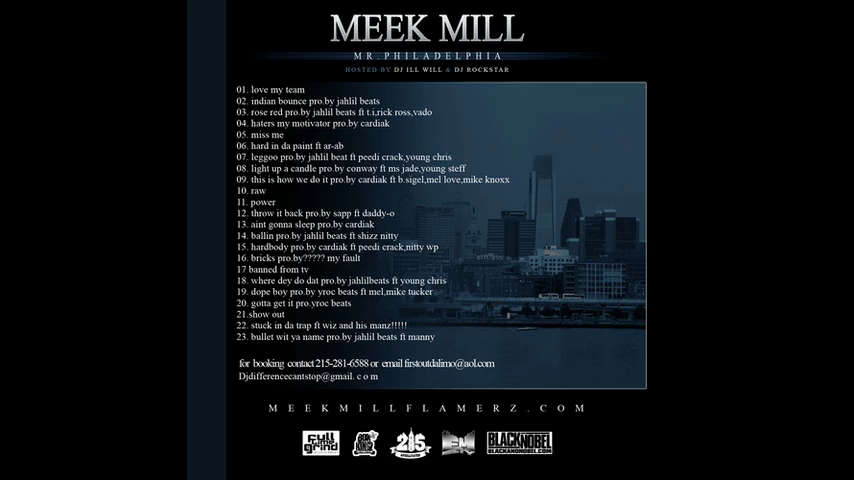 MEEK MILL
MR.PHILADELPHIA
HOSTED BY DJ ILL WILL & DJ ROCKSTAR
01. love my team
02. indian bounce pro.by jahlil beats
03. rose red pro.by jahlil beats ft t.i,rick ross,vado
04. haters my motivator pro.by cardiak
05. miss me
06. hard in da paint ft ar-ab
07. leggoo pro.by jahlil beat ft peedi crack,young chris
08. light up a candle pro.by conway ft ms jade,young steff
09. this is how we do it pro.by cardiak ft b.sigel,mel love,mike knoxx
10. raw
11. power
12. throw it back pro.by sapp ft daddy-o
13. aint gonna sleep pro.by cardiak
14. ballin pro.by jahlil beats ft shizz nitty
15. hardbody pro.by cardiak ft peedi crack,nitty wp
16. bricks pro.by????? my fault
17 banned from tv
18. where dey do dat pro.by jahlilbeats ft young chris
19. dope boy pro.by yroc beats ft mel,mike tucker
20. gotta get it pro.yroc beats
21.show out
22. stuck in da trap ft wiz and his manz!!!!!
23. bullet wit ya name pro.by jahlil beats ft manny
for booking contact 215-281-6588 or email firstoutdalimo@aol.com
Djdifferencecantstop@gmail. c o m
MEEKMILLFLAMERZ.COM
full grind
215
BLACKNOBEL
BLACKANDNOBEL.COM